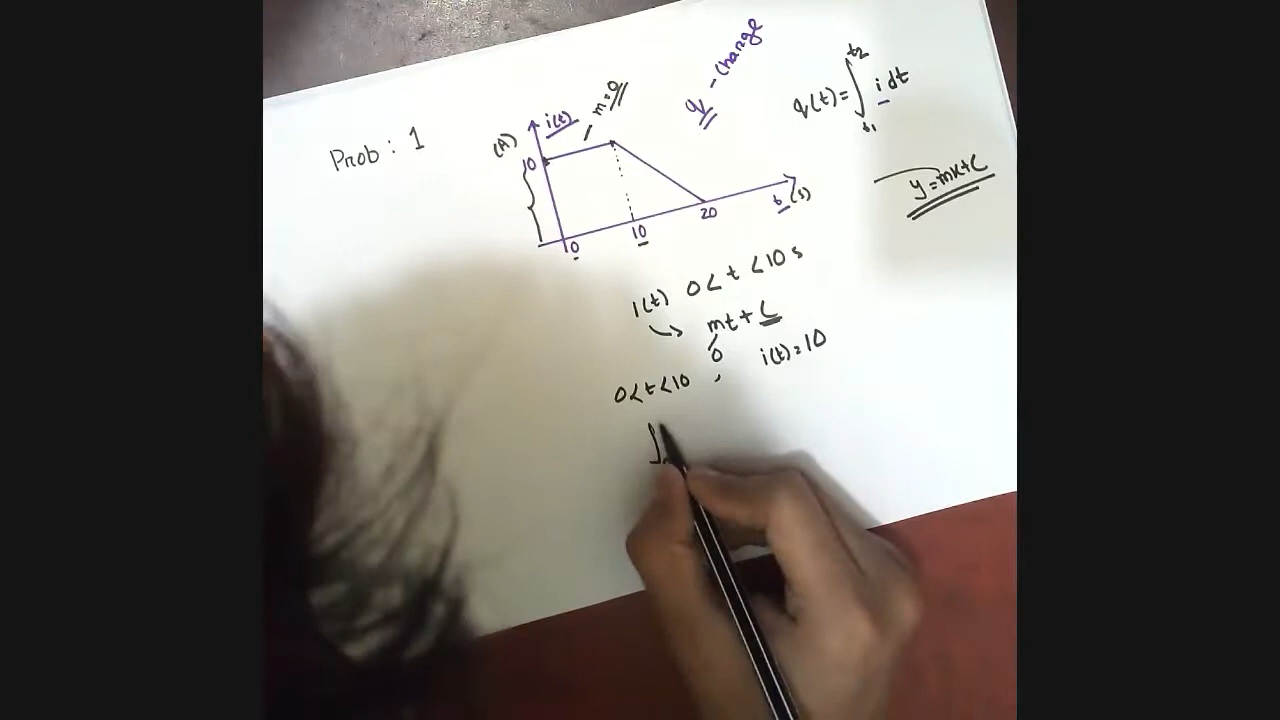 Prob : 1
(A)
i(t)
m=0
10
0
10
20
t (s)
q - charge
q(t) = ∫ i dt
t2
t1
y=mx+c
i(t) 0 < t < 10 s
mt + C
0
i(t) = 10
0 < t < 10 ,
∫